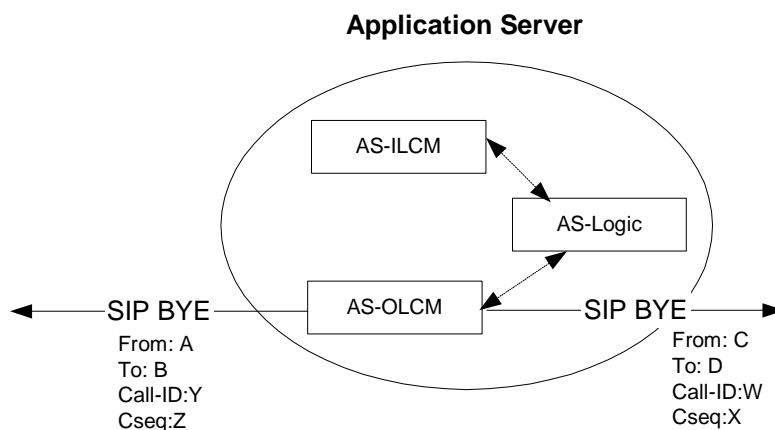 Application Server
AS-ILCM
AS-Logic
AS-OLCM
SIP BYE
From: A
To: B
Call-ID:Y
Cseq:Z
SIP BYE
From: C
To: D
Call-ID:W
Cseq:X